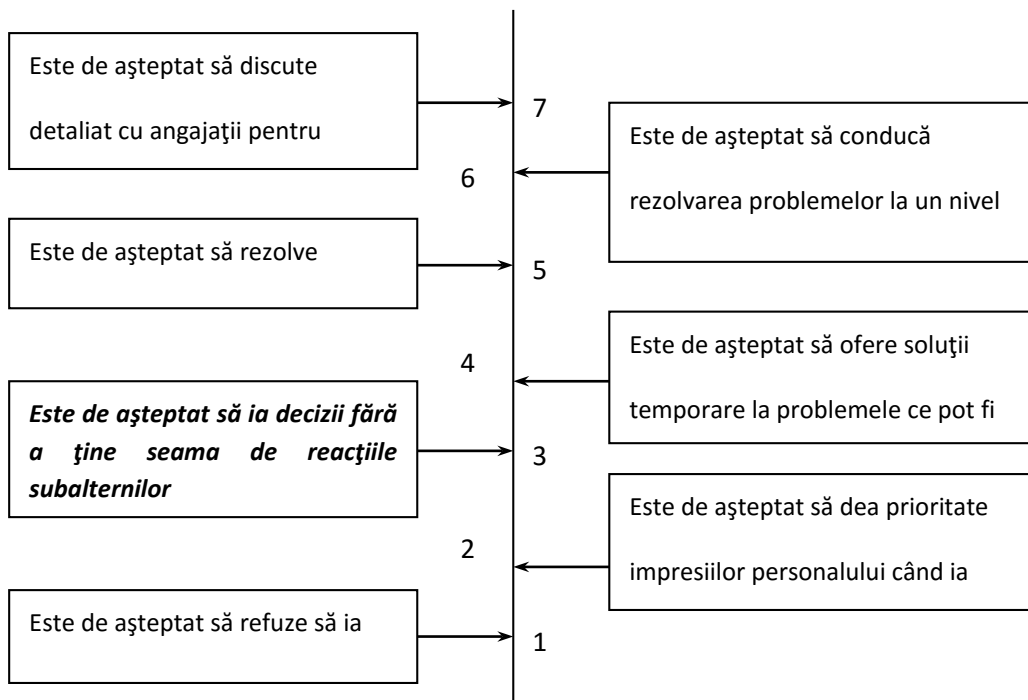 Este de aşteptat să discute
detaliat cu angajaţii pentru
7
Este de aşteptat să conducă
rezolvarea problemelor la un nivel
6
Este de aşteptat să rezolve
5
Este de aşteptat să ofere soluţii
temporare la problemele ce pot fi
4
Este de aşteptat să ia decizii fără
a ţine seama de reacţiile
subalternilor
3
Este de aşteptat să dea prioritate
impresiilor personalului când ia
2
Este de aşteptat să refuze să ia
1